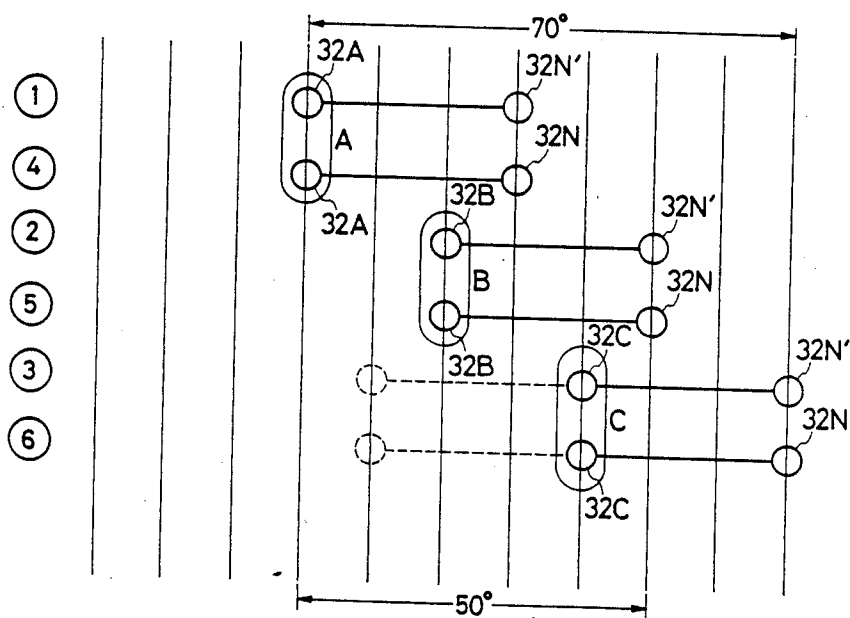 70°
32A 32N'
①
A
④ 32N
32A 32B
② 32N'
B
⑤ 32N
32B 32C
③ 32N'
C
⑥ 32N
32C
50°